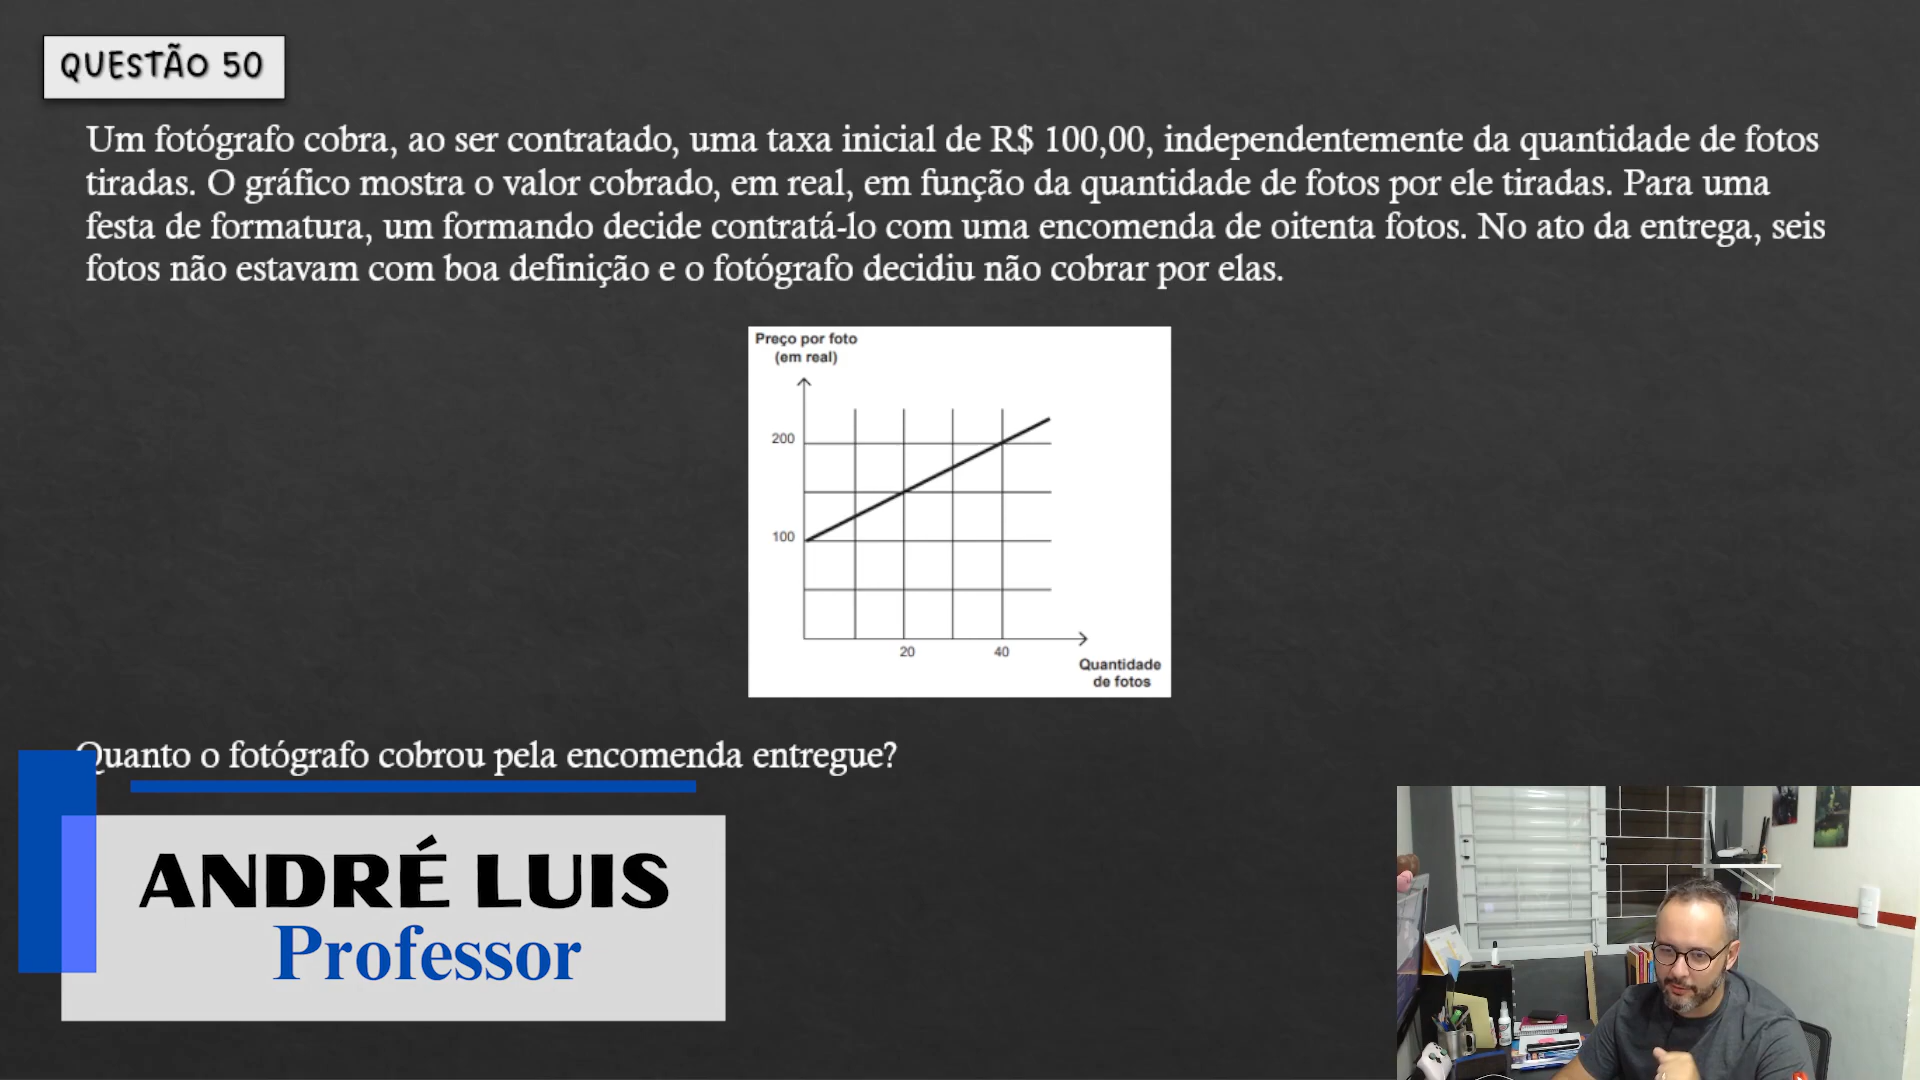 QUESTÃO 50
Um fotógrafo cobra, ao ser contratado, uma taxa inicial de R$ 100,00, independentemente da quantidade de fotos
tiradas. O gráfico mostra o valor cobrado, em real, em função da quantidade de fotos por ele tiradas. Para uma
festa de formatura, um formando decide contratá-lo com uma encomenda de oitenta fotos. No ato da entrega, seis
fotos não estavam com boa definição e o fotógrafo decidiu não cobrar por elas.
Preço por foto
(em real)
200
100
20 40
Quantidade
de fotos
Quanto o fotógrafo cobrou pela encomenda entregue?
ANDRÉ LUIS
Professor